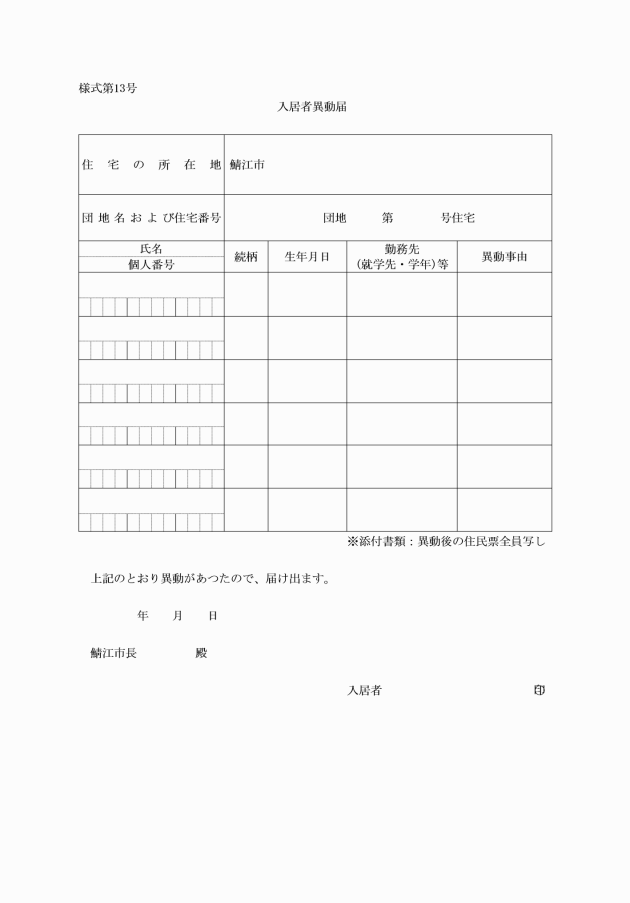 様式第13号
入居者異動届
住宅の所在地 鯖江市
団地名および住宅番号 団地 第 号住宅
氏名
個人番号
続柄
生年月日
勤務先
(就学先・学年)等
異動事由
※添付書類：異動後の住民票全員写し
上記のとおり異動があつたので、届け出ます。
年 月 日
鯖江市長 殿
入居者 印